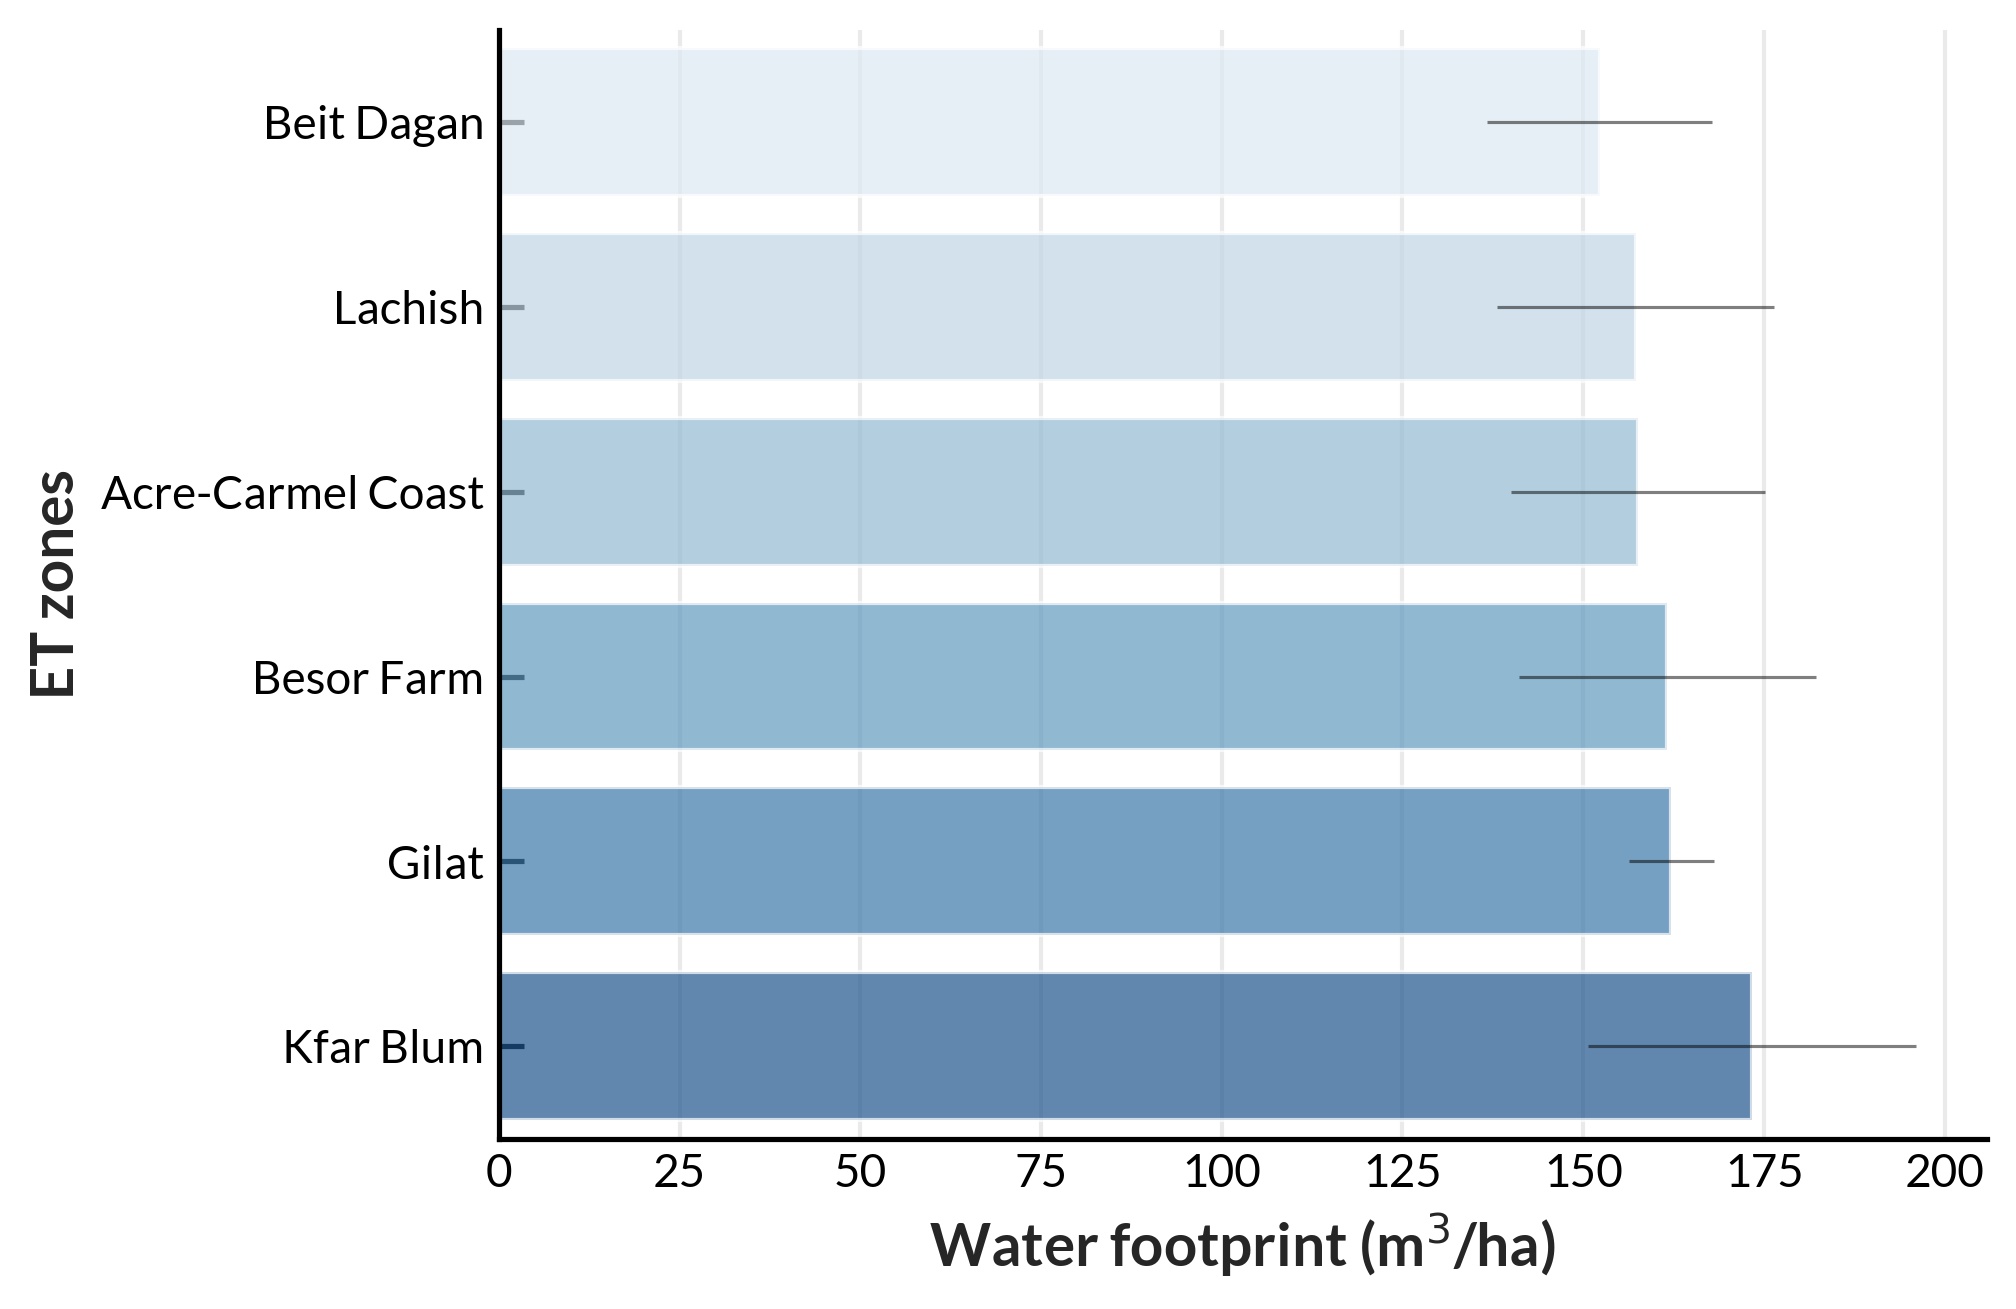 Beit Dagan
Lachish
Acre-Carmel Coast
Besor Farm
Gilat
Kfar Blum
ET zones
0 25 50 75 100 125 150 175 200
Water footprint (m³/ha)